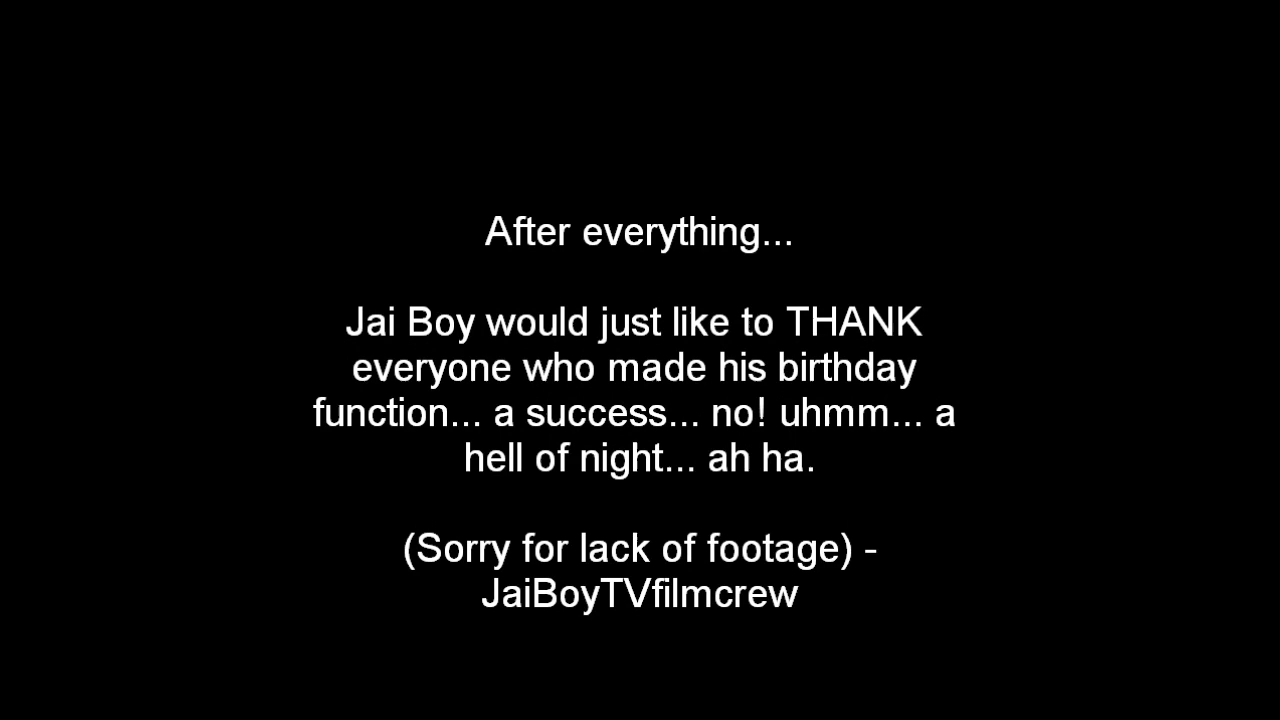 After everything...
Jai Boy would just like to THANK
everyone who made his birthday
function... a success... no! uhmm... a
hell of night... ah ha.
(Sorry for lack of footage) -
JaiBoyTVfilmcrew